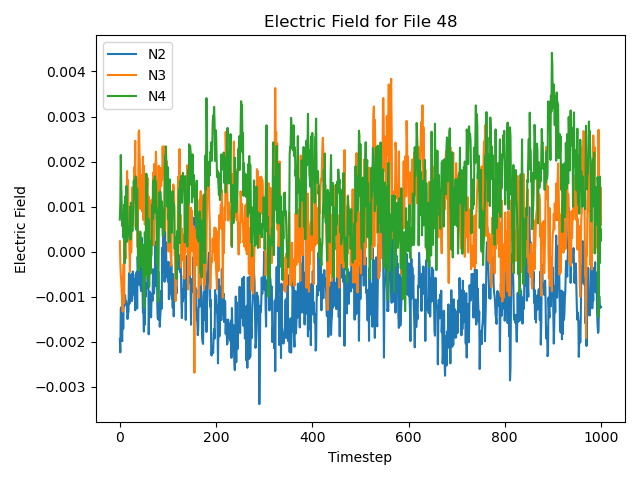 Electric Field for File 48
N2
N3
N4
0.004
0.003
0.002
0.001
0.000
−0.001
−0.002
−0.003
Electric Field
0 200 400 600 800 1000
Timestep